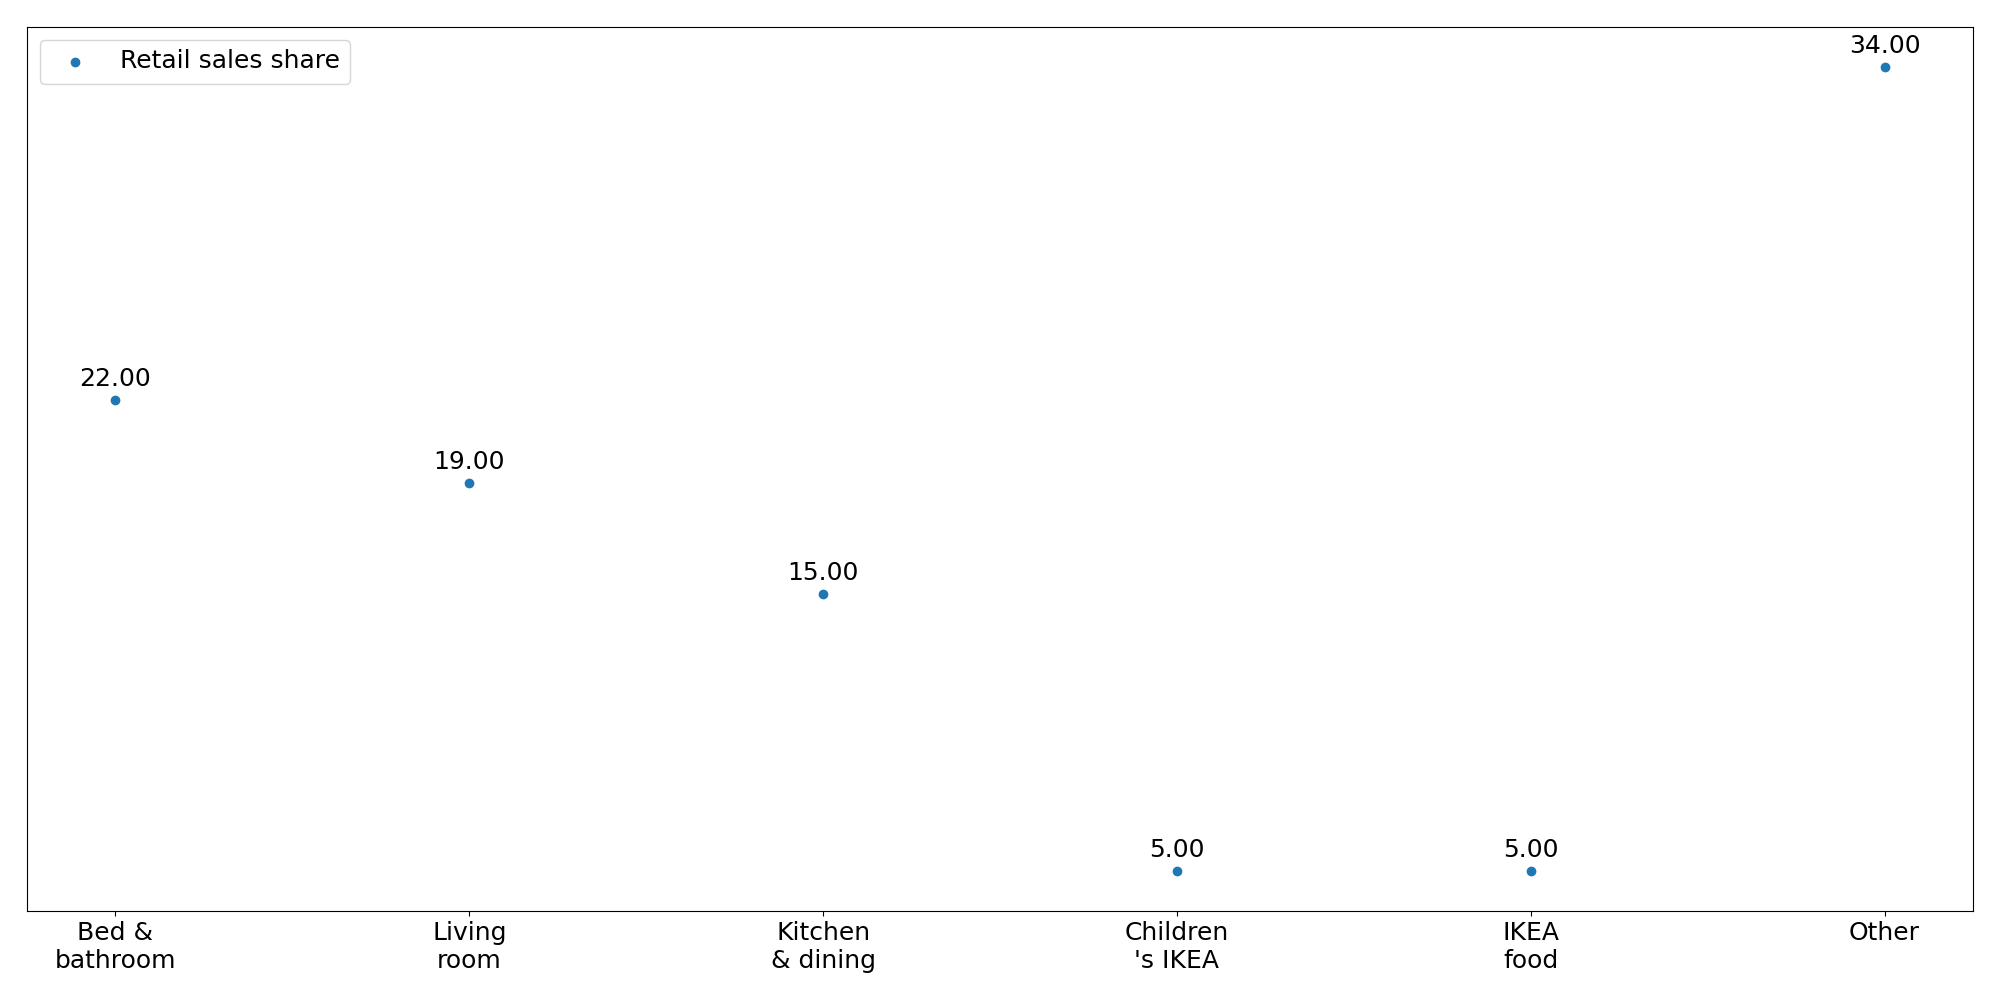 Retail sales share
34.00
22.00
19.00
15.00
5.00
5.00
Bed &
bathroom
Living
room
Kitchen
& dining
Children
's IKEA
IKEA
food
Other